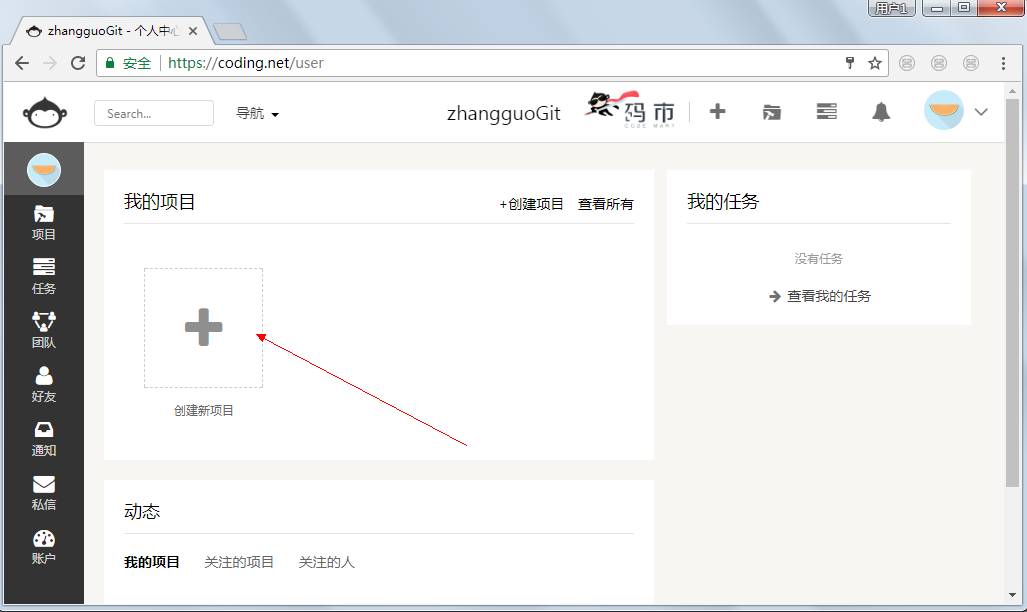 用户1
zhangguoGit - 个人中心
安全 https://coding.net/user
Search...
导航
zhangguoGit
码市
CODE MART
项目
任务
团队
好友
通知
私信
账户
我的项目
+创建项目 查看所有
创建新项目
我的任务
没有任务
查看我的任务
动态
我的项目 关注的项目 关注的人